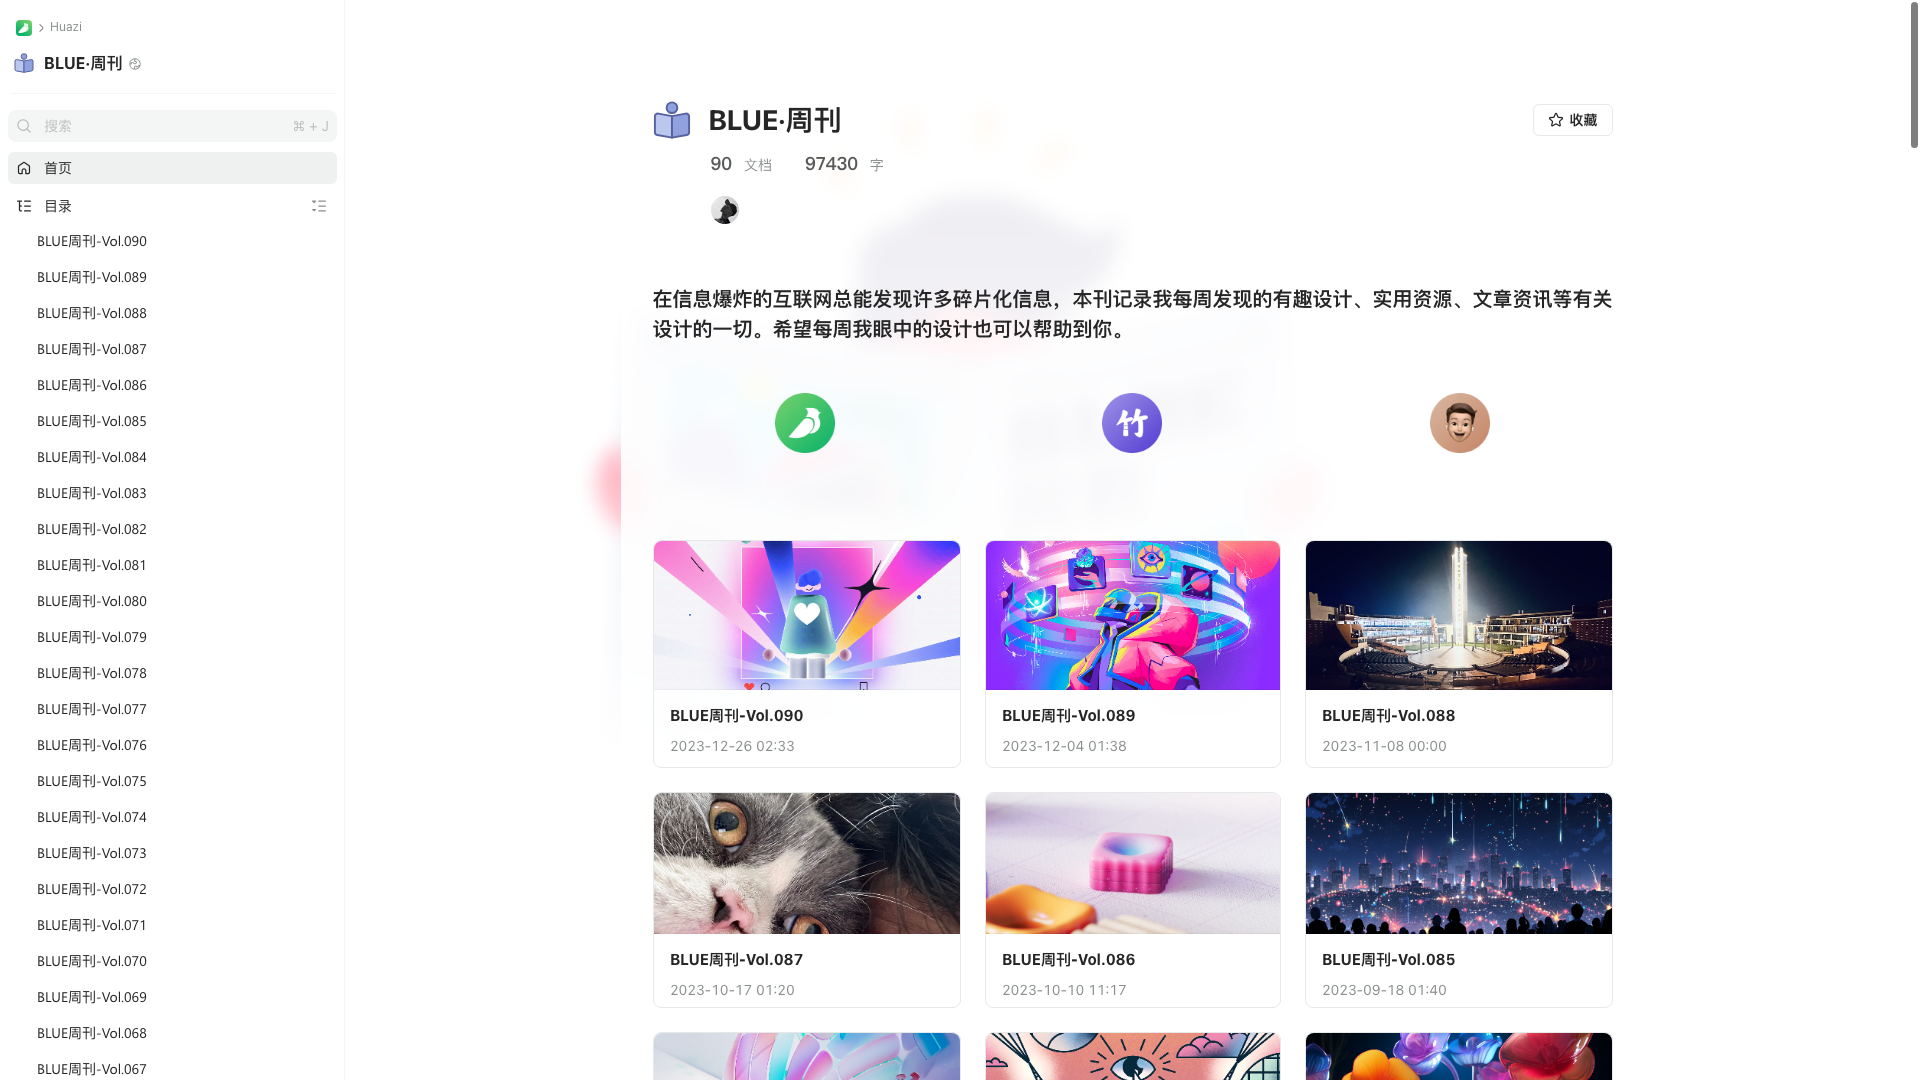 Huazi
BLUE·周刊
搜索
⌘ + J
首页
目录
BLUE周刊-Vol.090
BLUE周刊-Vol.089
BLUE周刊-Vol.088
BLUE周刊-Vol.087
BLUE周刊-Vol.086
BLUE周刊-Vol.085
BLUE周刊-Vol.084
BLUE周刊-Vol.083
BLUE周刊-Vol.082
BLUE周刊-Vol.081
BLUE周刊-Vol.080
BLUE周刊-Vol.079
BLUE周刊-Vol.078
BLUE周刊-Vol.077
BLUE周刊-Vol.076
BLUE周刊-Vol.075
BLUE周刊-Vol.074
BLUE周刊-Vol.073
BLUE周刊-Vol.072
BLUE周刊-Vol.071
BLUE周刊-Vol.070
BLUE周刊-Vol.069
BLUE周刊-Vol.068
BLUE周刊-Vol.067
BLUE·周刊
收藏
90 文档 97430 字
在信息爆炸的互联网总能发现许多碎片化信息，本刊记录我每周发现的有趣设计、实用资源、文章资讯等有关
设计的一切。希望每周我眼中的设计也可以帮助到你。
竹
BLUE周刊-Vol.090
2023-12-26 02:33
BLUE周刊-Vol.089
2023-12-04 01:38
BLUE周刊-Vol.088
2023-11-08 00:00
BLUE周刊-Vol.087
2023-10-17 01:20
BLUE周刊-Vol.086
2023-10-10 11:17
BLUE周刊-Vol.085
2023-09-18 01:40